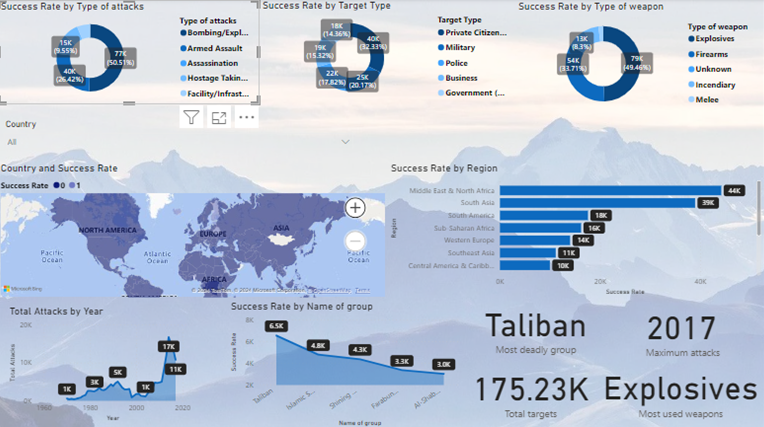 Success Rate by Type of attacks
Type of attacks
Bombing/Expl...
Armed Assault
Assassination
Hostage Takin...
Facility/Infrast...
77K
(50.51%)
40K
(26.42%)
15K
(9.55%)
Success Rate by Target Type
Target Type
Private Citizen...
Military
Police
Business
Government (...
40K
(32.33%)
25K
(20.17%)
22K
(17.82%)
19K
(15.32%)
18K
(14.36%)
Success Rate by Type of weapon
Type of weapon
Explosives
Firearms
Unknown
Incendiary
Melee
79K
(49.46%)
54K
(33.71%)
13K
(8.3%)
Country
All
Country and Success Rate
Success Rate 0 1
NORTH AMERICA
EUROPE
ASIA
AFRICA
Pacific
Ocean
Atlantic
Ocean
Pacific
Ocean
Microsoft Bing
Success Rate by Region
Region
Middle East & North Africa
South Asia
South America
Sub-Saharan Africa
Western Europe
Southeast Asia
Central America & Caribb...
44K
39K
18K
16K
14K
11K
10K
0K
20K
40K
Success Rate
Total Attacks by Year
Total Attacks
20K
10K
0K
1K
3K
5K
1K
17K
11K
1960
1980
2000
2020
Year
Success Rate by Name of group
Success Rate
8K
6K
4K
2K
6.5K
4.8K
4.3K
3.3K
3.0K
Taliban
Islamic S...
Shining ...
Farabun...
Al-Shab...
Name of group
Taliban
Most deadly group
2017
Maximum attacks
175.23K
Total targets
Explosives
Most used weapons